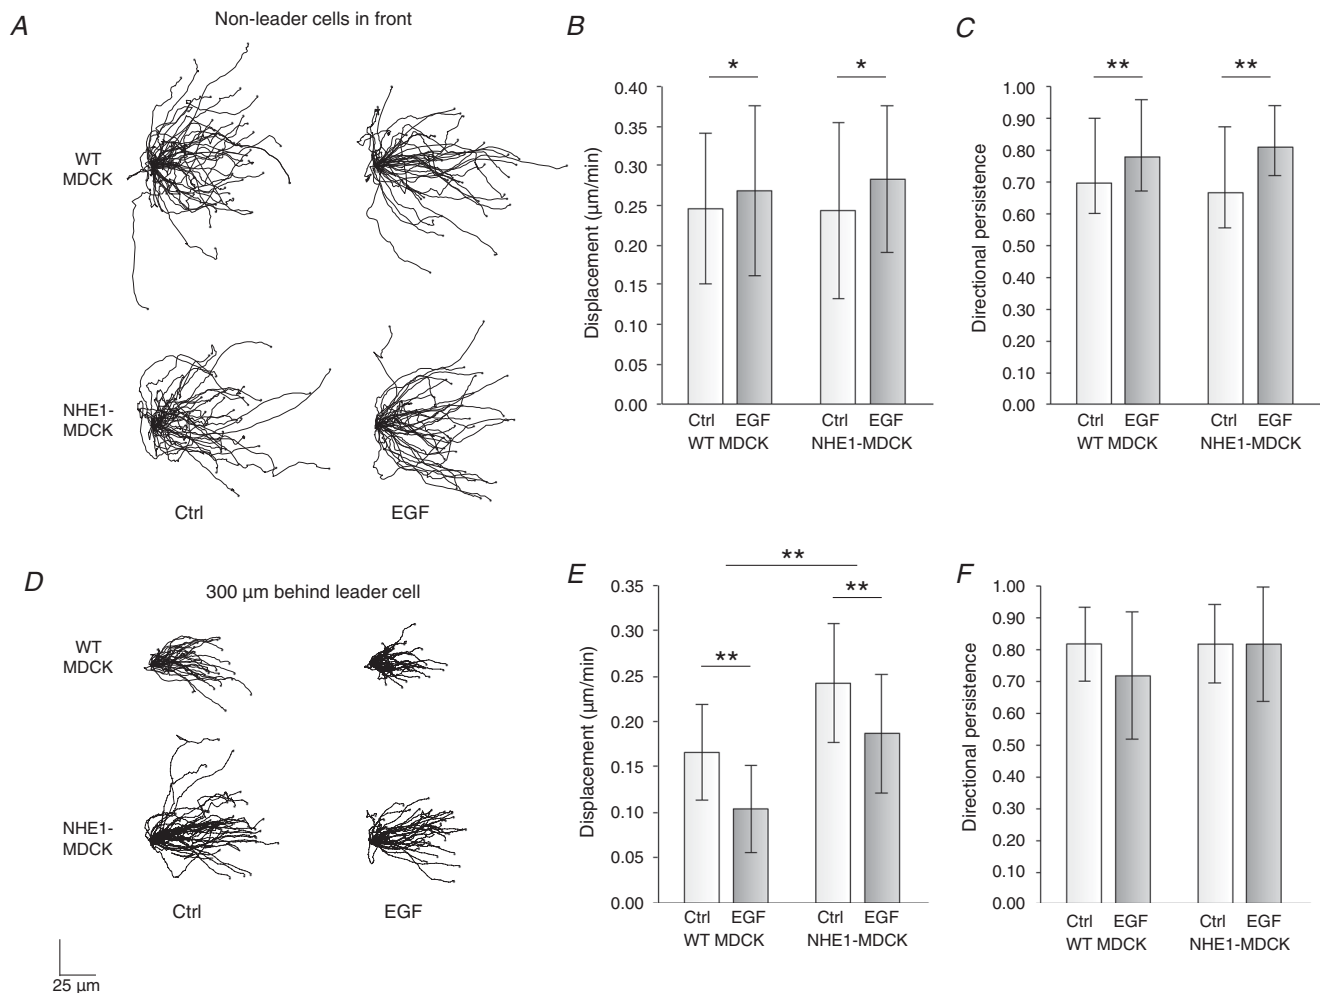 A
Non-leader cells in front
WT
MDCK
NHE1-
MDCK
Ctrl
EGF
B
*
*
0.40
0.35
0.30
0.25
0.20
0.15
0.10
0.05
0.00
Displacement (μm/min)
Ctrl EGF Ctrl EGF
WT MDCK NHE1-MDCK
C
**
**
1.00
0.90
0.80
0.70
0.60
0.50
0.40
0.30
0.20
0.10
0.00
Directional persistence
Ctrl EGF Ctrl EGF
WT MDCK NHE1-MDCK
D
300 μm behind leader cell
WT
MDCK
NHE1-
MDCK
Ctrl
EGF
25 μm
E
**
**
**
0.35
0.30
0.25
0.20
0.15
0.10
0.05
0.00
Displacement (μm/min)
Ctrl EGF Ctrl EGF
WT MDCK NHE1-MDCK
F
1.00
0.90
0.80
0.70
0.60
0.50
0.40
0.30
0.20
0.10
0.00
Directional persistence
Ctrl EGF Ctrl EGF
WT MDCK NHE1-MDCK